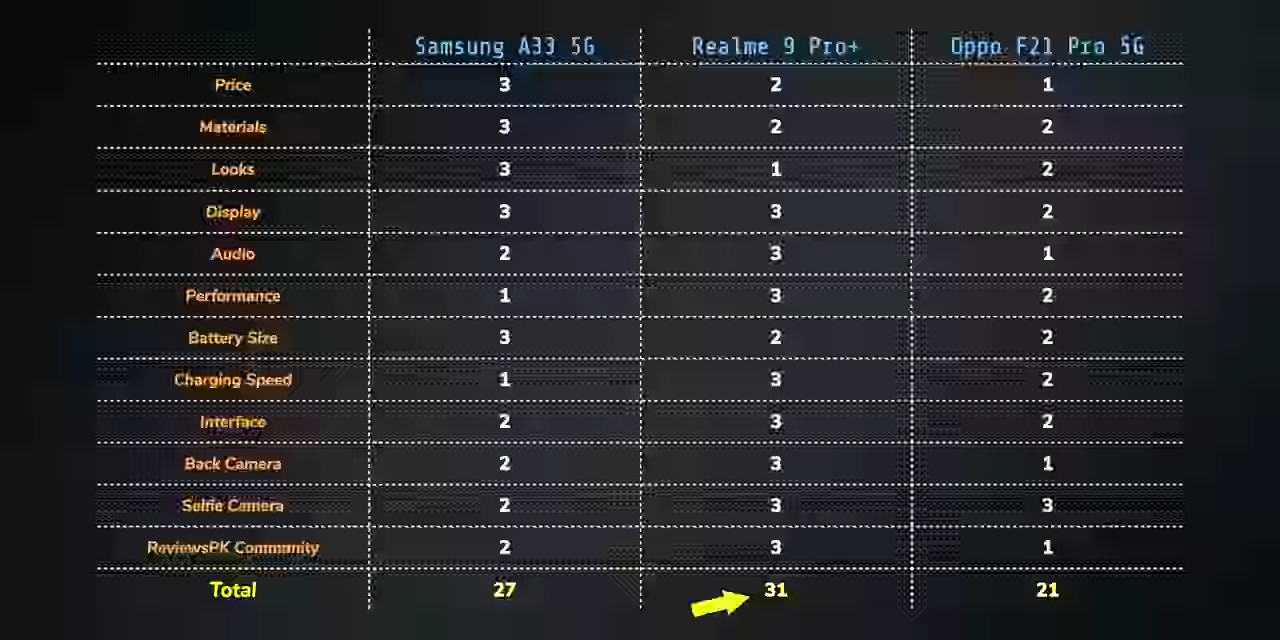 Samsung A33 5G Realme 9 Pro+ Oppo F21 Pro 5G
Price 3 2 1
Materials 3 2 2
Looks 3 1 2
Display 3 3 2
Audio 2 3 1
Performance 1 3 2
Battery Size 3 2 2
Charging Speed 1 3 2
Interface 2 3 2
Back Camera 2 3 1
Selfie Camera 2 3 3
ReviewsPK Community 2 3 1
Total 27 31 21